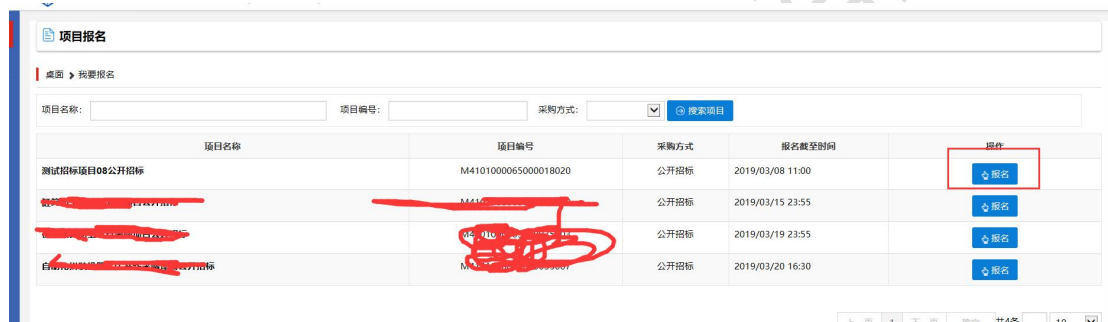 项目报名
桌面 > 我要报名
项目名称: 项目编号: 采购方式: 搜索项目
项目名称 项目编号 采购方式 报名截至时间 操作
测试招标项目08公开招标 M4101000065000018020 公开招标 2019/03/08 11:00 报名
公开招标 2019/03/15 23:55 报名
公开招标 2019/03/19 23:55 报名
公开招标 2019/03/20 16:30 报名
1 共4条 10